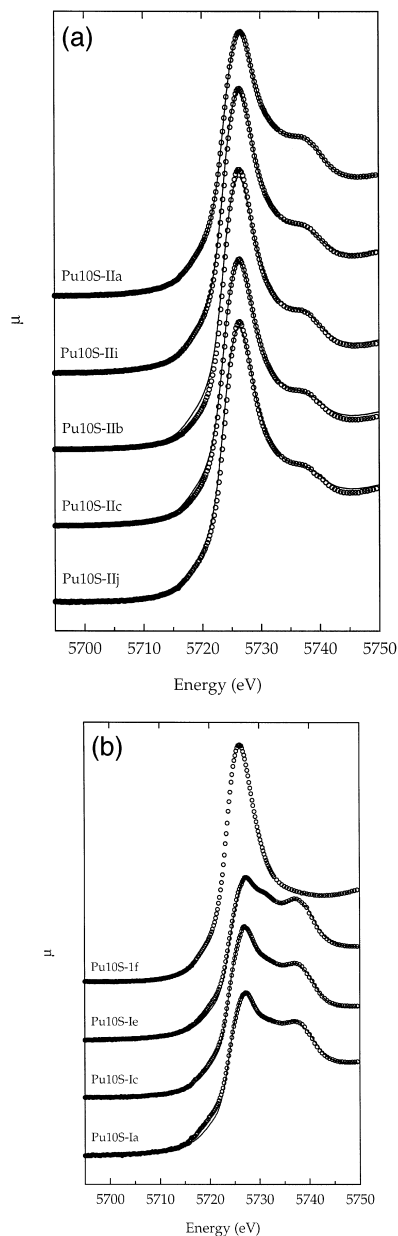 (a)
Pu10S-IIa
Pu10S-IIi
μ
Pu10S-IIb
Pu10S-IIc
Pu10S-IIj
5700 5710 5720 5730 5740 5750
Energy (eV)
(b)
μ
Pu10S-1f
Pu10S-Ie
Pu10S-Ic
Pu10S-Ia
5700 5710 5720 5730 5740 5750
Energy (eV)